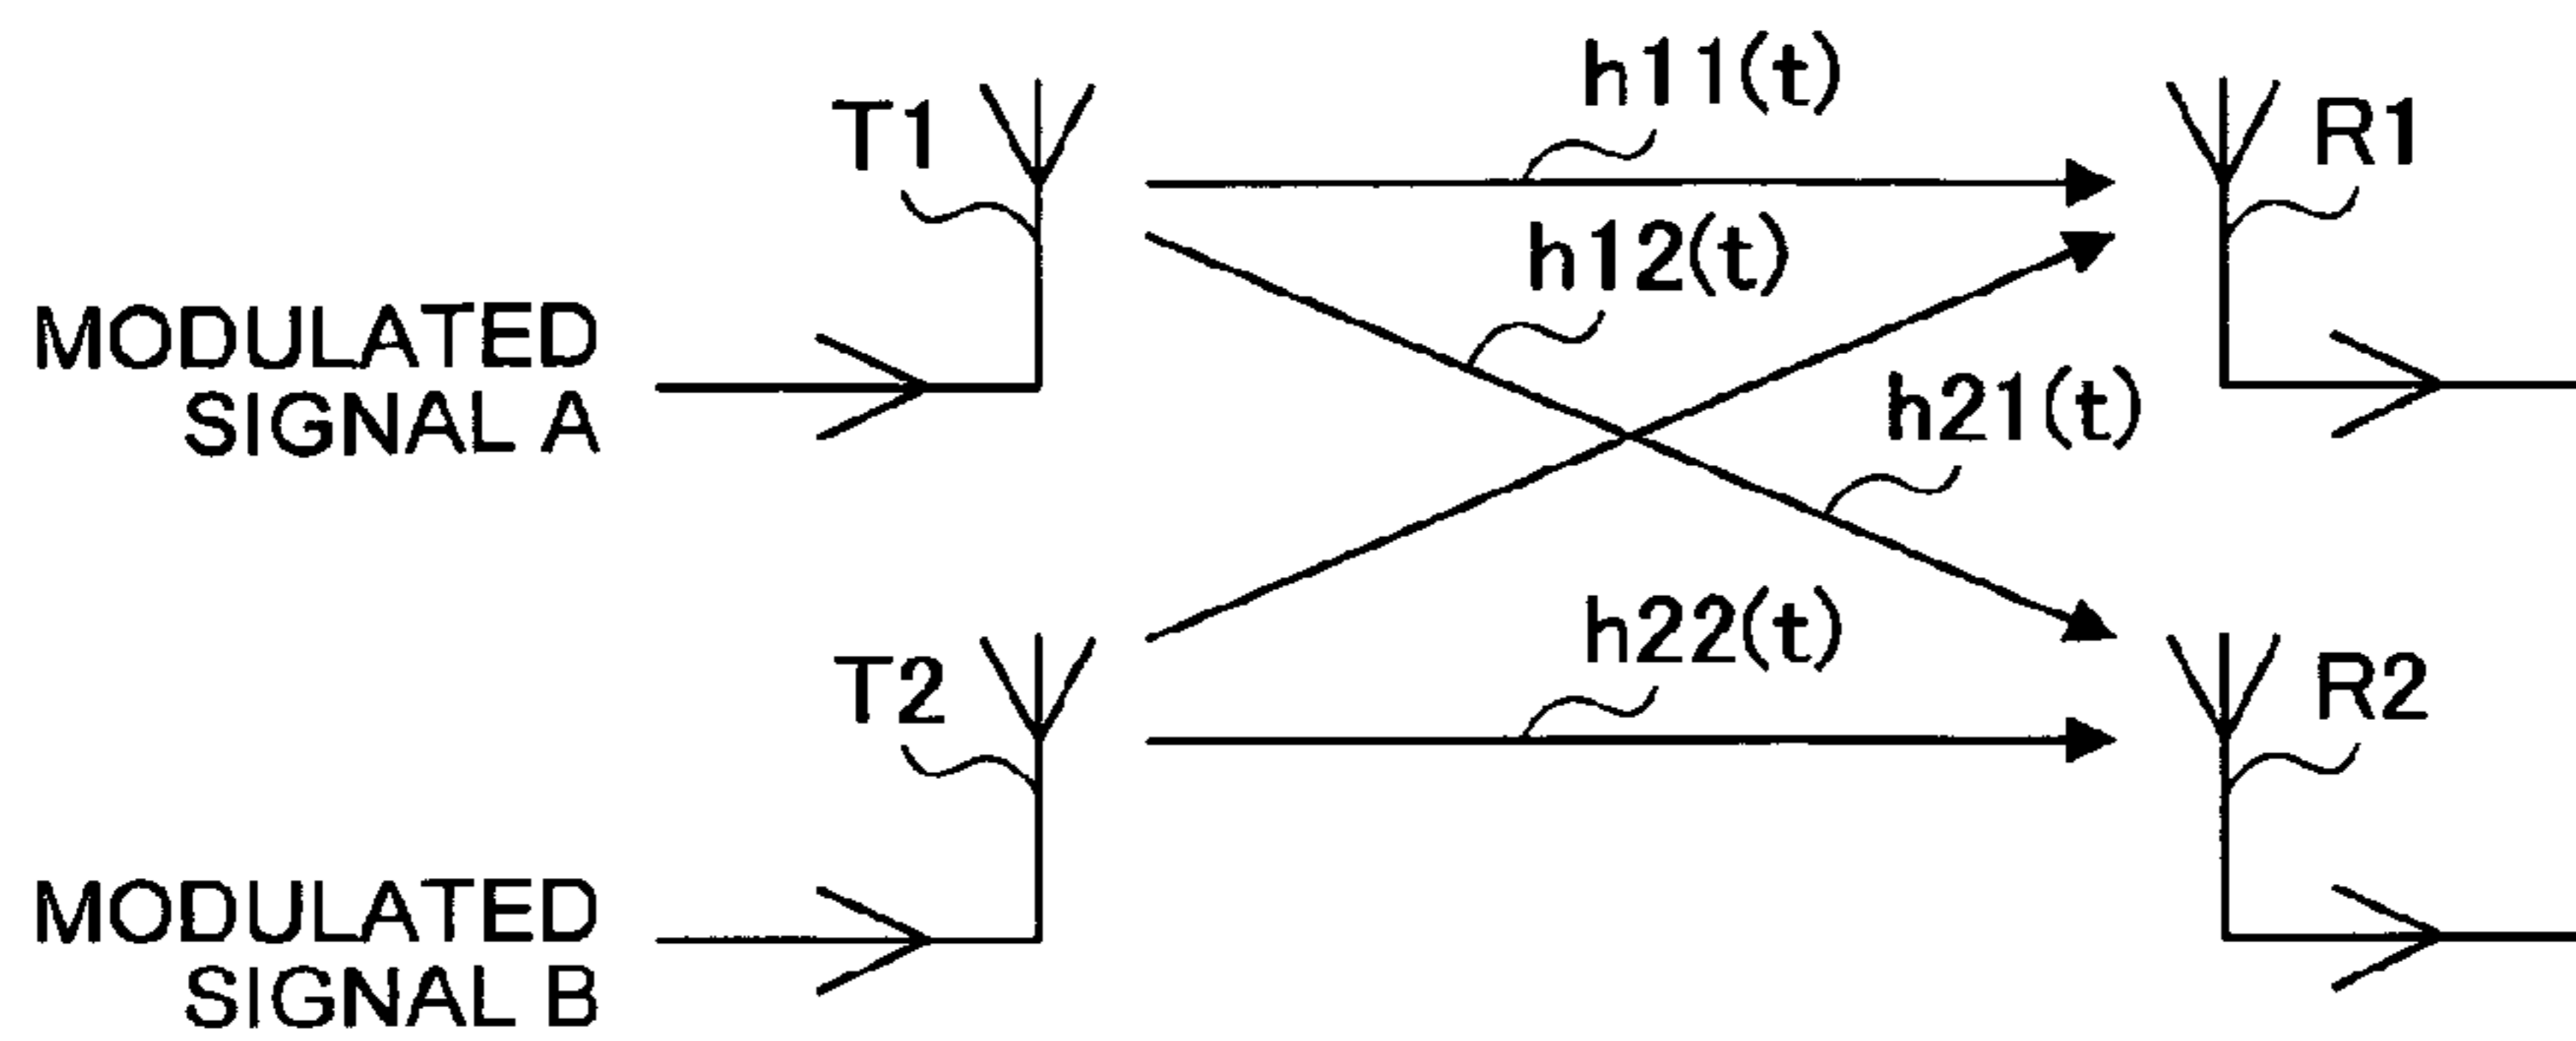 h11(t)
T1
R1
h12(t)
MODULATED
SIGNAL A
h21(t)
h22(t)
T2
R2
MODULATED
SIGNAL B